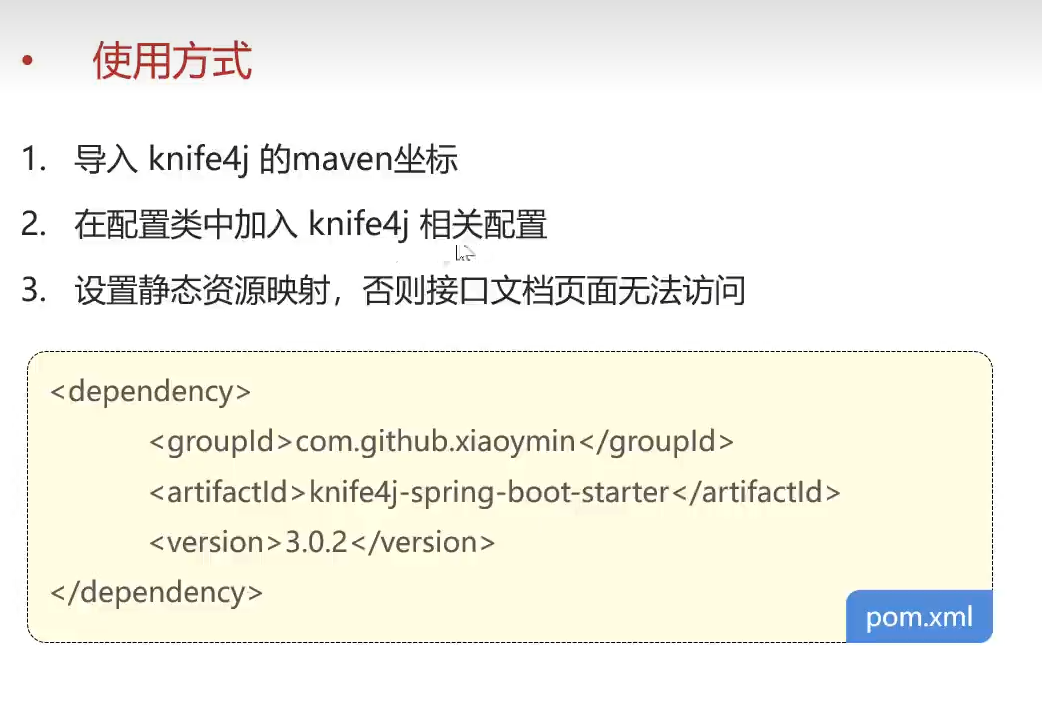 • 使用方式
1. 导入 knife4j 的maven坐标
2. 在配置类中加入 knife4j 相关配置
3. 设置静态资源映射，否则接口文档页面无法访问
<dependency>
<groupId>com.github.xiaoymin</groupId>
<artifactId>knife4j-spring-boot-starter</artifactId>
<version>3.0.2</version>
</dependency>
pom.xml